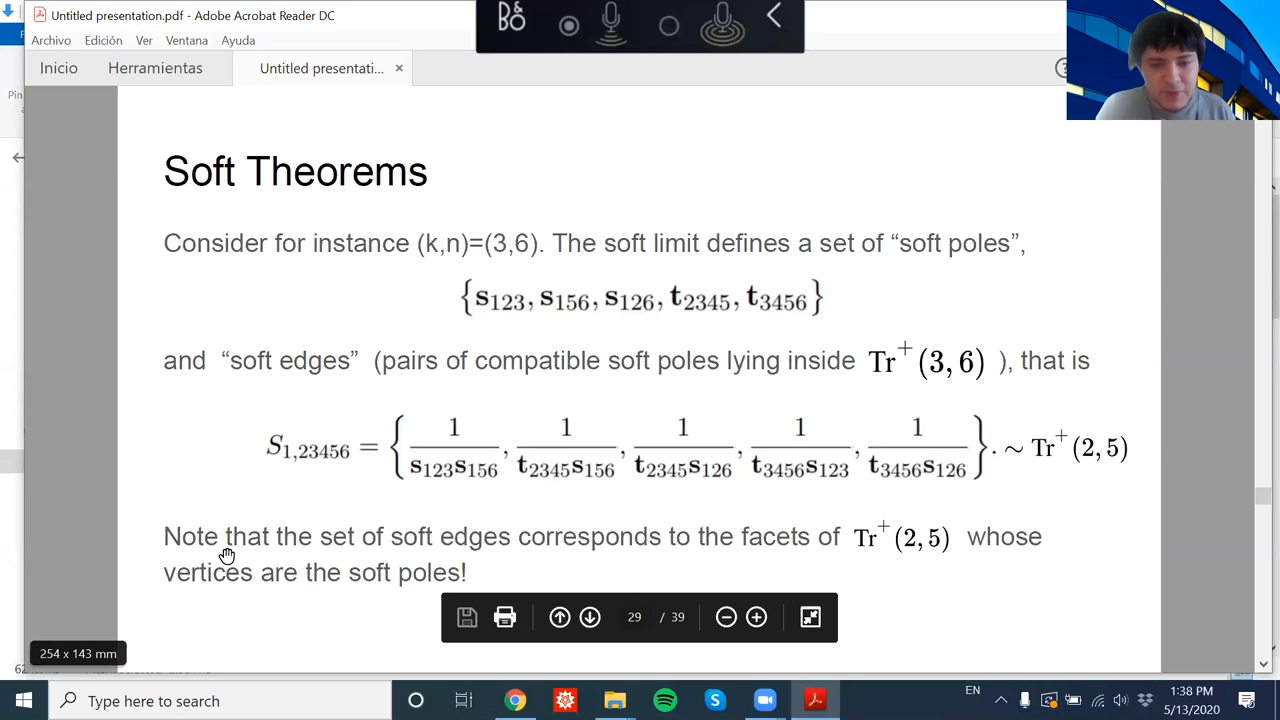 Untitled presentation.pdf - Adobe Acrobat Reader DC
Archivo Edición Ver Ventana Ayuda
Inicio Herramientas Untitled presentati... ×
B&O
Soft Theorems
Consider for instance (k,n)=(3,6). The soft limit defines a set of “soft poles”,
{s₁₂₃, s₁₅₆, s₁₂₆, t₂₃₄₅, t₃₄₅₆}
and “soft edges” (pairs of compatible soft poles lying inside Tr⁺(3, 6) ), that is
S₁,₂₃₄₅₆ = { 1/(s₁₂₃s₁₅₆), 1/(t₂₃₄₅s₁₅₆), 1/(t₂₃₄₅s₁₂₆), 1/(t₃₄₅₆s₁₂₃), 1/(t₃₄₅₆s₁₂₆) }. ∼ Tr⁺(2, 5)
Note that the set of soft edges corresponds to the facets of Tr⁺(2, 5) whose
vertices are the soft poles!
29 / 39
254 x 143 mm
Type here to search
EN
1:38 PM
5/13/2020